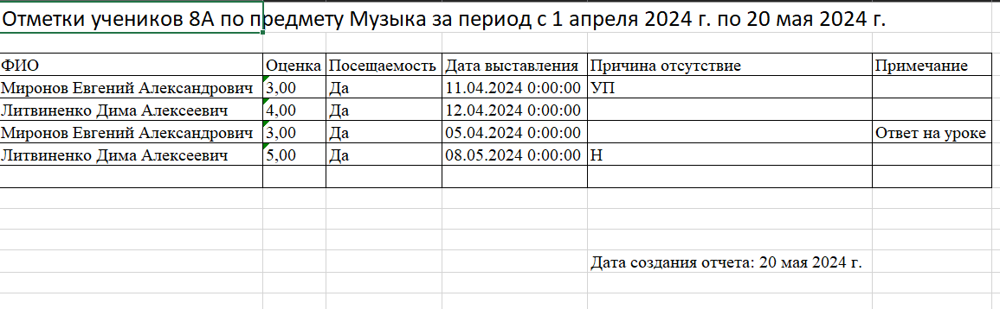 Отметки учеников 8А по предмету Музыка за период с 1 апреля 2024 г. по 20 мая 2024 г.
ФИО Оценка Посещаемость Дата выставления Причина отсутствие Примечание
Миронов Евгений Александрович 3,00 Да 11.04.2024 0:00:00 УП
Литвиненко Дима Алексеевич 4,00 Да 12.04.2024 0:00:00
Миронов Евгений Александрович 3,00 Да 05.04.2024 0:00:00 Ответ на уроке
Литвиненко Дима Алексеевич 5,00 Да 08.05.2024 0:00:00 Н
Дата создания отчета: 20 мая 2024 г.